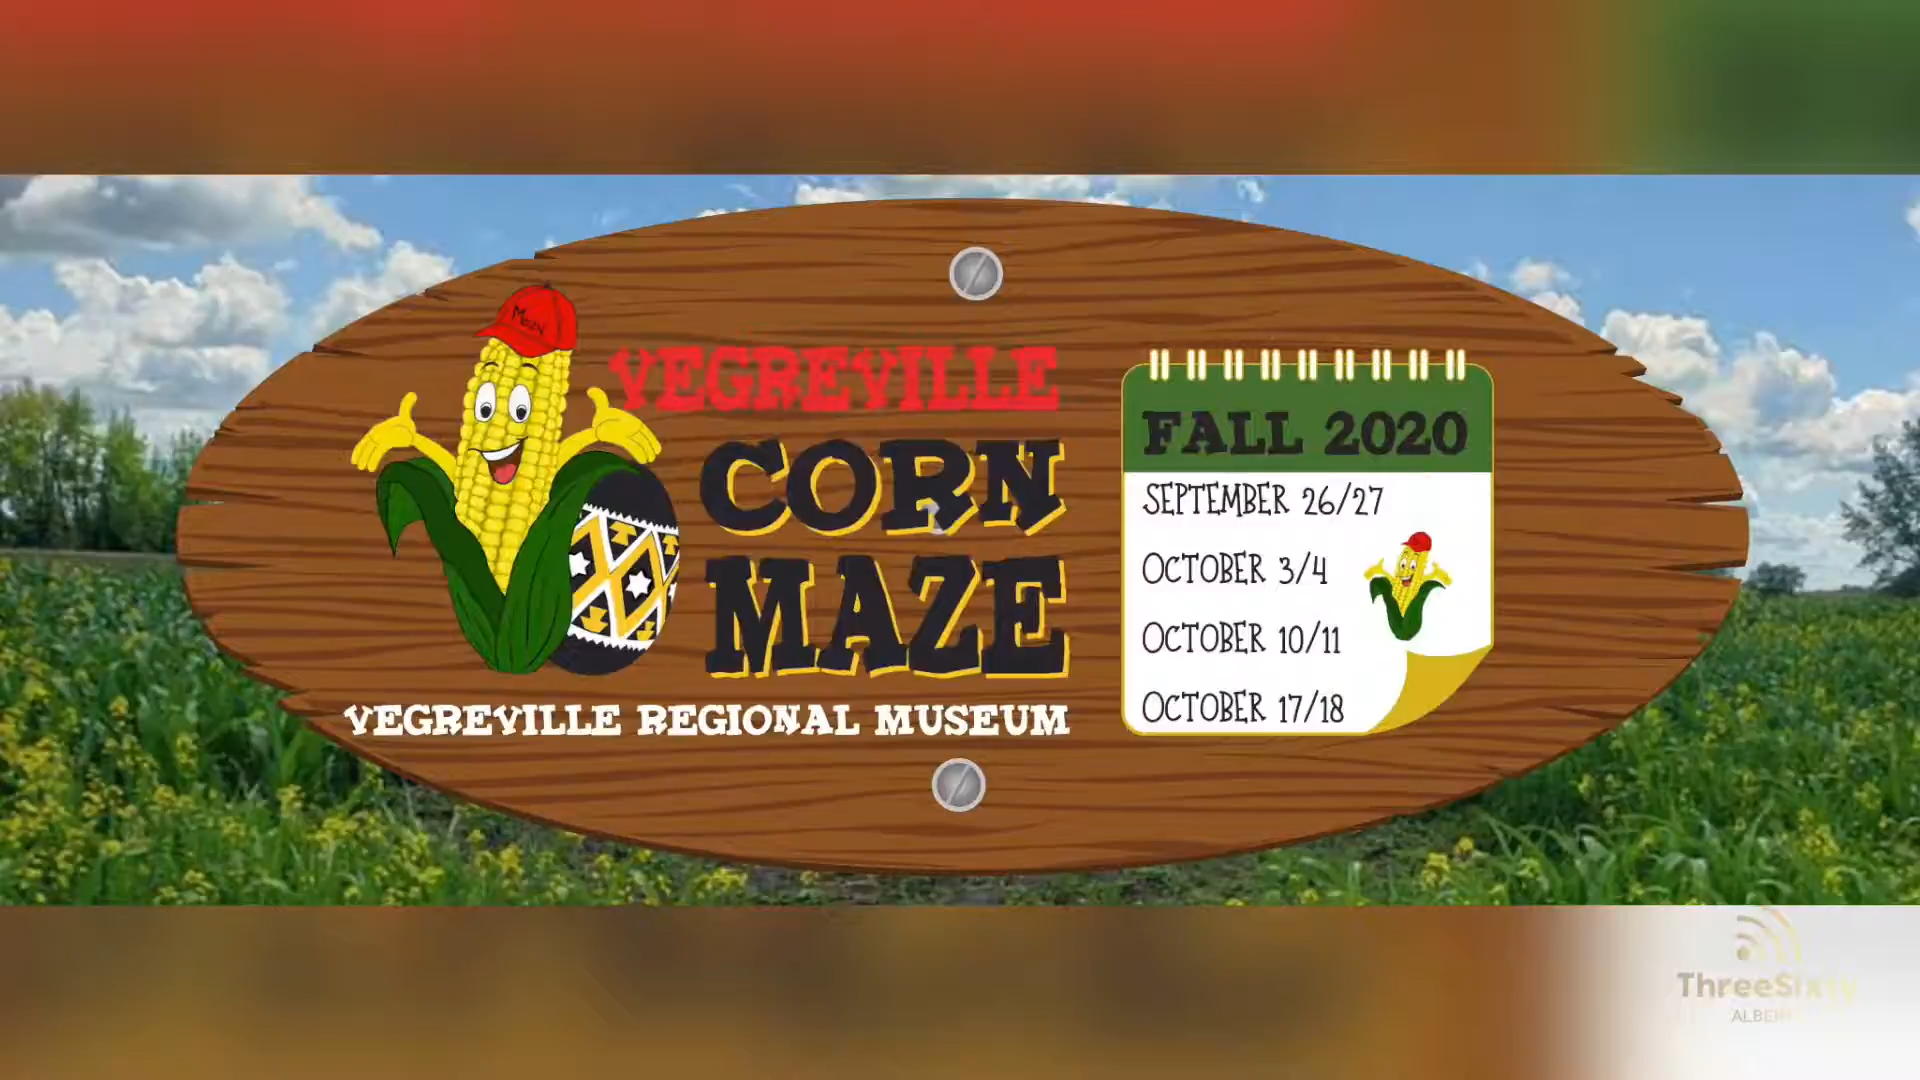 Mazy
VEGREVILLE
CORN
MAZE
VEGREVILLE REGIONAL MUSEUM
FALL 2020
SEPTEMBER 26/27
OCTOBER 3/4
OCTOBER 10/11
OCTOBER 17/18
ThreeSixty